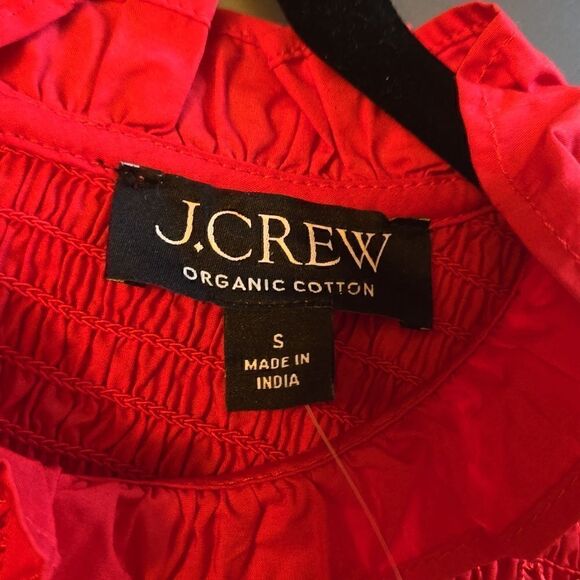 J.CREW
ORGANIC COTTON
S
MADE IN
INDIA